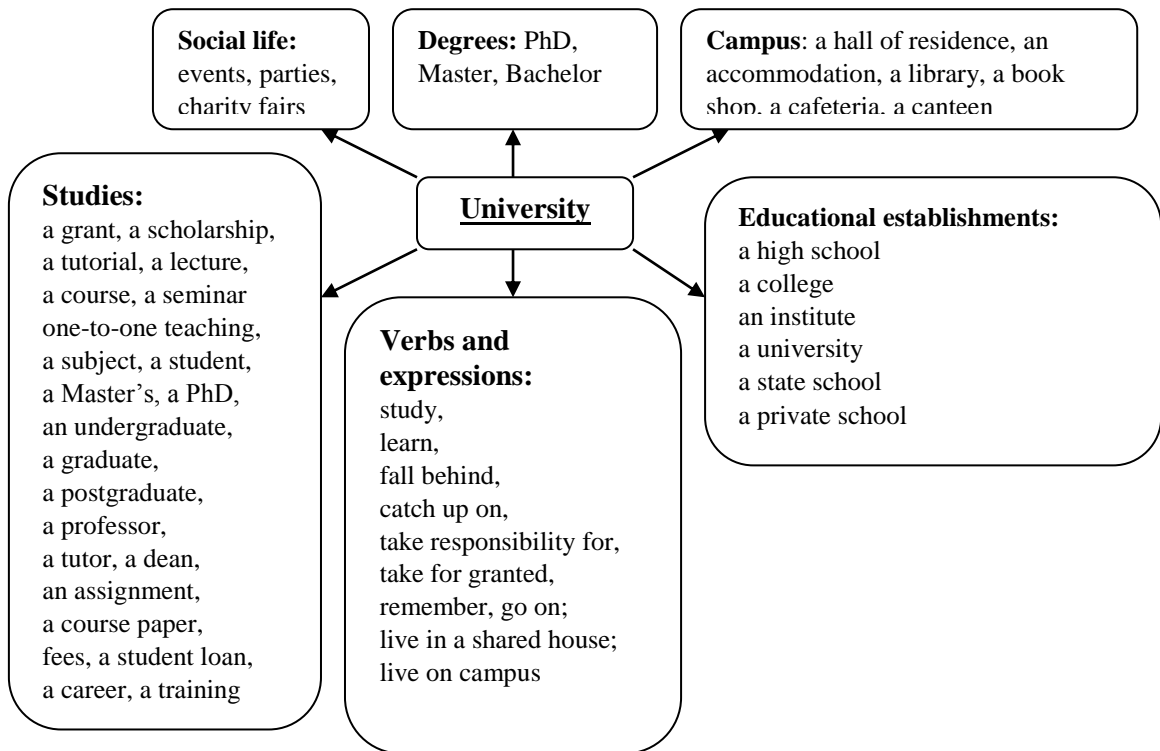 Social life:
events, parties,
charity fairs
Degrees: PhD,
Master, Bachelor
Campus: a hall of residence, an
accommodation, a library, a book
shop, a cafeteria, a canteen
University
Studies:
a grant, a scholarship,
a tutorial, a lecture,
a course, a seminar
one-to-one teaching,
a subject, a student,
a Master’s, a PhD,
an undergraduate,
a graduate,
a postgraduate,
a professor,
a tutor, a dean,
an assignment,
a course paper,
fees, a student loan,
a career, a training
Verbs and
expressions:
study,
learn,
fall behind,
catch up on,
take responsibility for,
take for granted,
remember, go on;
live in a shared house;
live on campus
Educational establishments:
a high school
a college
an institute
a university
a state school
a private school